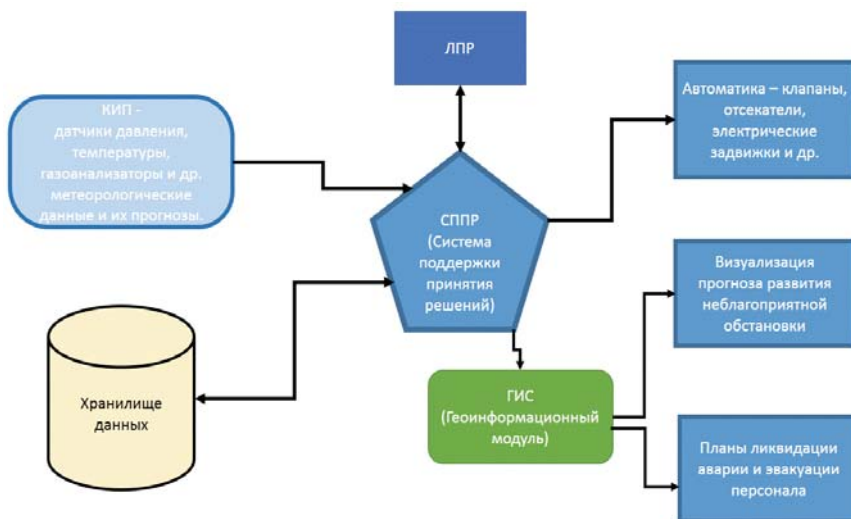 ЛПР
КИП -
датчики давления,
температуры,
газоанализаторы и др.
метеорологические
данные и их прогнозы.
Автоматика – клапаны,
отсекатели,
электрические
задвижки и др.
СППР
(Система
поддержки
принятия
решений)
Визуализация
прогноза развития
неблагоприятной
обстановки
Хранилище
данных
ГИС
(Геоинформационный
модуль)
Планы ликвидации
аварии и эвакуации
персонала